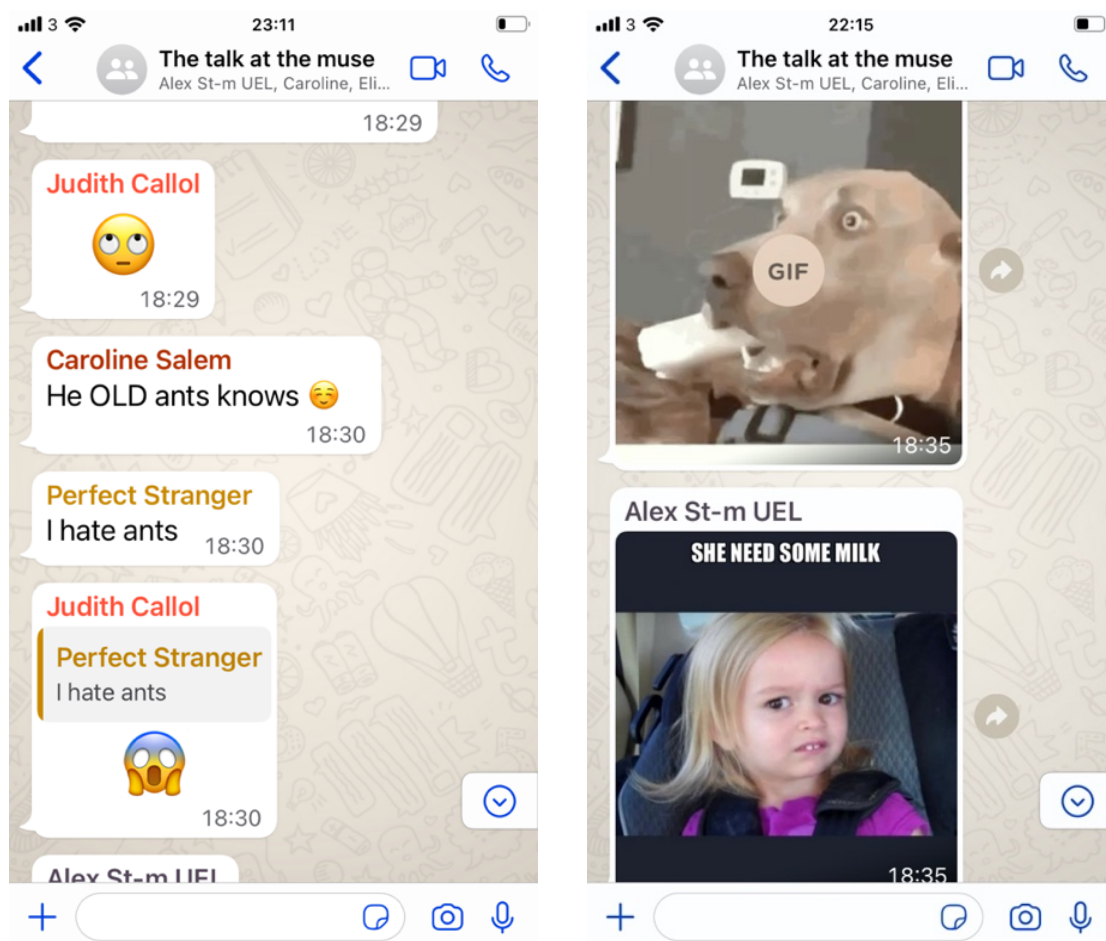 3
23:11
The talk at the muse
Alex St-m UEL, Caroline, Eli...
18:29
Judith Callol
18:29
Caroline Salem
He OLD ants knows
18:30
Perfect Stranger
I hate ants
18:30
Judith Callol
Perfect Stranger
I hate ants
18:30
Alex St-m UEL
3
22:15
The talk at the muse
Alex St-m UEL, Caroline, Eli...
GIF
18:35
Alex St-m UEL
SHE NEED SOME MILK
18:35